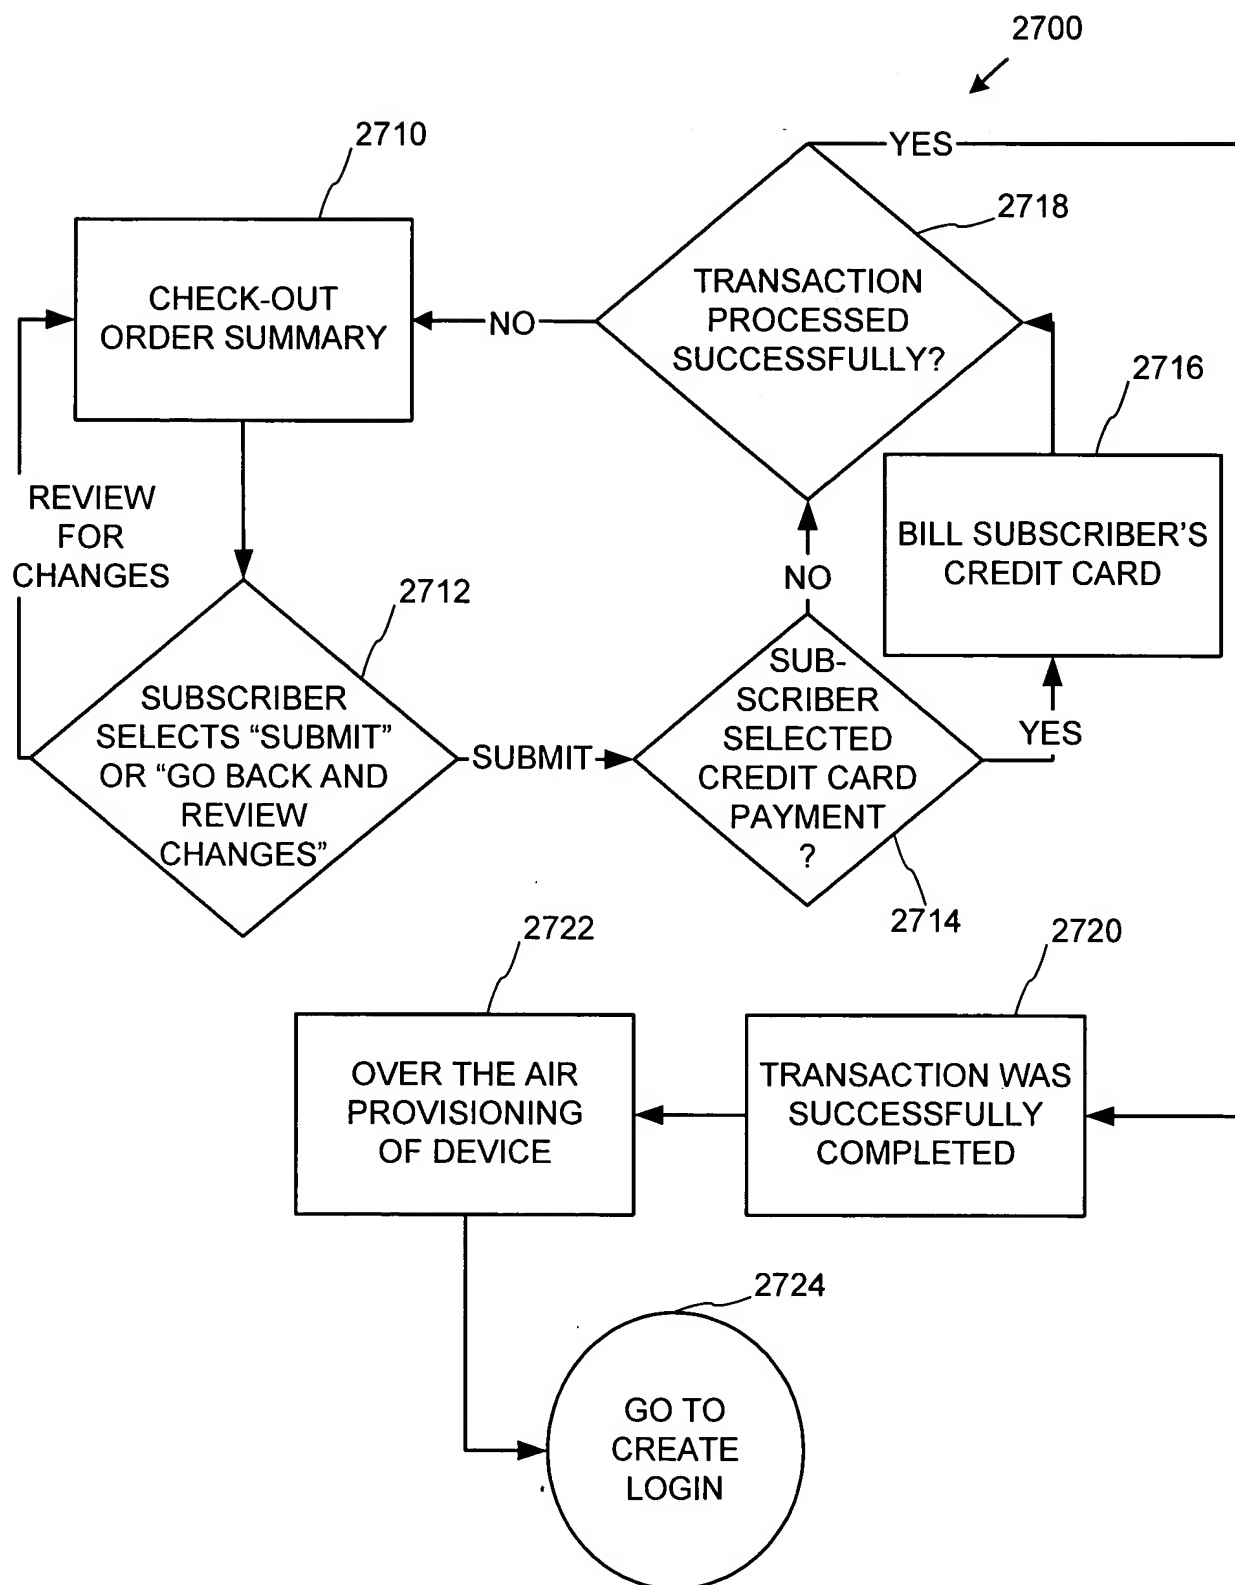 2700
2710
YES
2718
CHECK-OUT
ORDER SUMMARY
NO
TRANSACTION
PROCESSED
SUCCESSFULLY?
2716
REVIEW
FOR
CHANGES
BILL SUBSCRIBER'S
CREDIT CARD
NO
2712
SUBSCRIBER
SELECTS “SUBMIT”
OR “GO BACK AND
REVIEW
CHANGES”
SUBMIT
SUB-
SCRIBER
SELECTED
CREDIT CARD
PAYMENT
?
YES
2714
2722
2720
OVER THE AIR
PROVISIONING
OF DEVICE
TRANSACTION WAS
SUCCESSFULLY
COMPLETED
2724
GO TO
CREATE
LOGIN